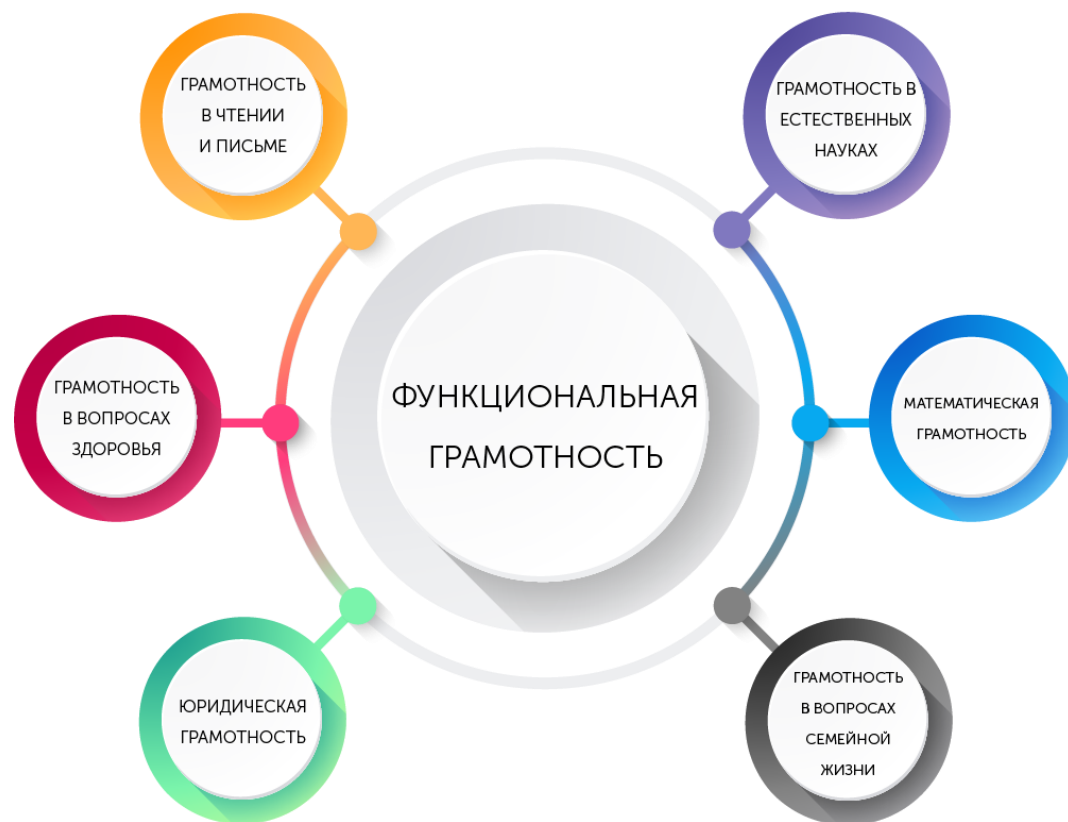 ГРАМОТНОСТЬ
В ЧТЕНИИ
И ПИСЬМЕ
ГРАМОТНОСТЬ В
ЕСТЕСТВЕННЫХ
НАУКАХ
ГРАМОТНОСТЬ
В ВОПРОСАХ
ЗДОРОВЬЯ
ФУНКЦИОНАЛЬНАЯ
ГРАМОТНОСТЬ
МАТЕМАТИЧЕСКАЯ
ГРАМОТНОСТЬ
ЮРИДИЧЕСКАЯ
ГРАМОТНОСТЬ
ГРАМОТНОСТЬ
В ВОПРОСАХ
СЕМЕЙНОЙ
ЖИЗНИ